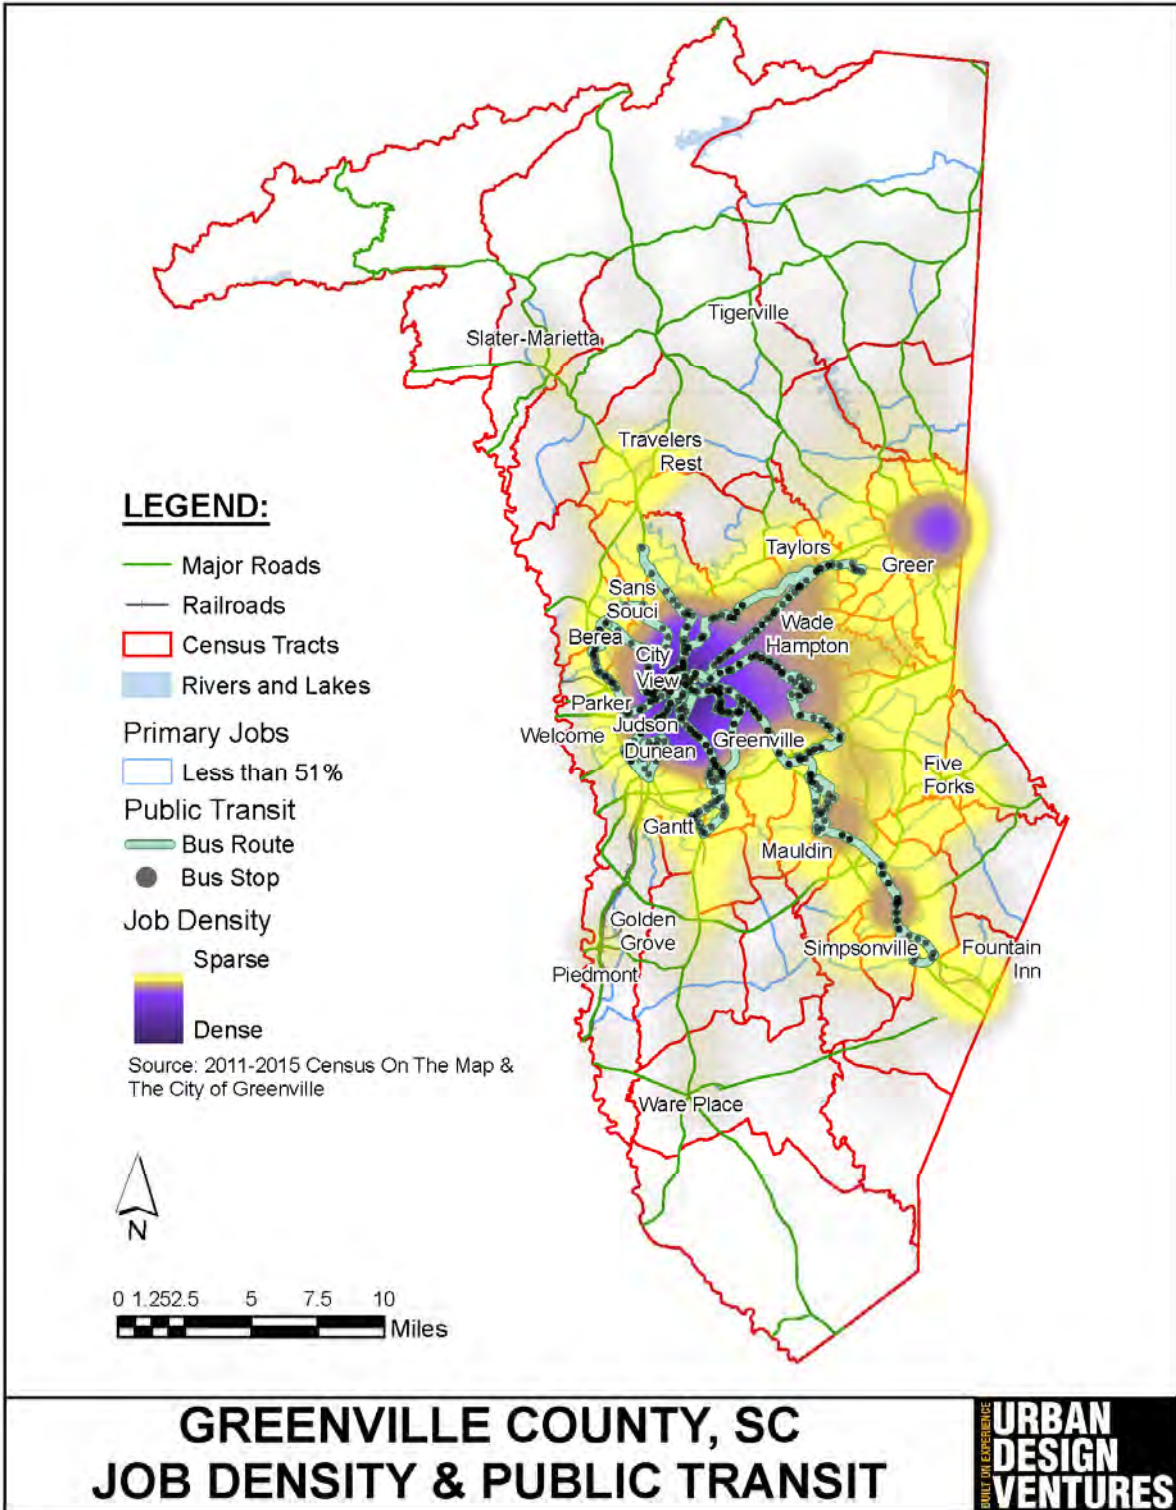 Slater-Marietta
Tigerville
Travelers
Rest
LEGEND:
Major Roads
Railroads
Census Tracts
Rivers and Lakes
Primary Jobs
Less than 51%
Public Transit
Bus Route
Bus Stop
Job Density
Sparse
Dense
Source: 2011-2015 Census On The Map &
The City of Greenville
Taylors
Greer
Sans
Souci
Berea
City
View
Wade
Hampton
Parker
Judson
Welcome
Dunean
Greenville
Five
Forks
Gantt
Mauldin
Golden
Grove
Piedmont
Simpsonville
Fountain
Inn
Ware Place
N
0 1.252.5 5 7.5 10
Miles
GREENVILLE COUNTY, SC
JOB DENSITY & PUBLIC TRANSIT
BUILT ON EXPERIENCE
URBAN
DESIGN
VENTURES